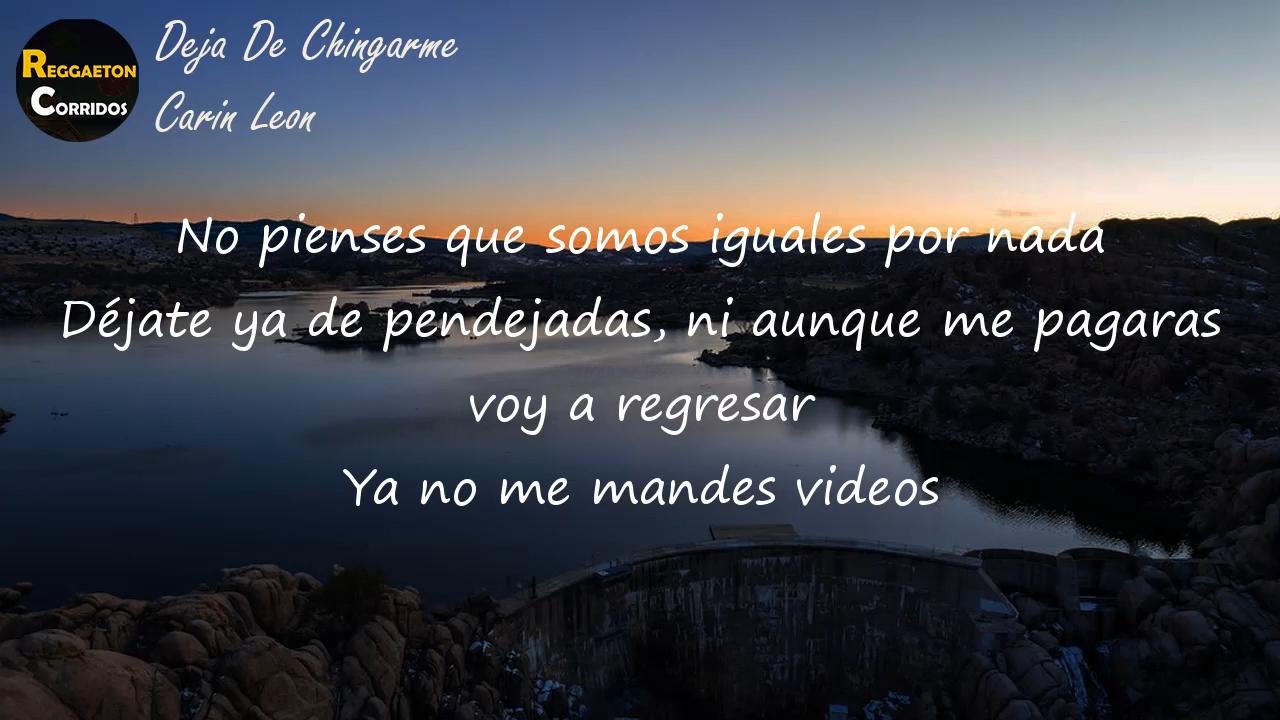 REGGAETON
CORRIDOS
Deja De Chingarme
Carin Leon
No pienses que somos iguales por nada
Déjate ya de pendejadas, ni aunque me pagaras
voy a regresar
Ya no me mandes videos